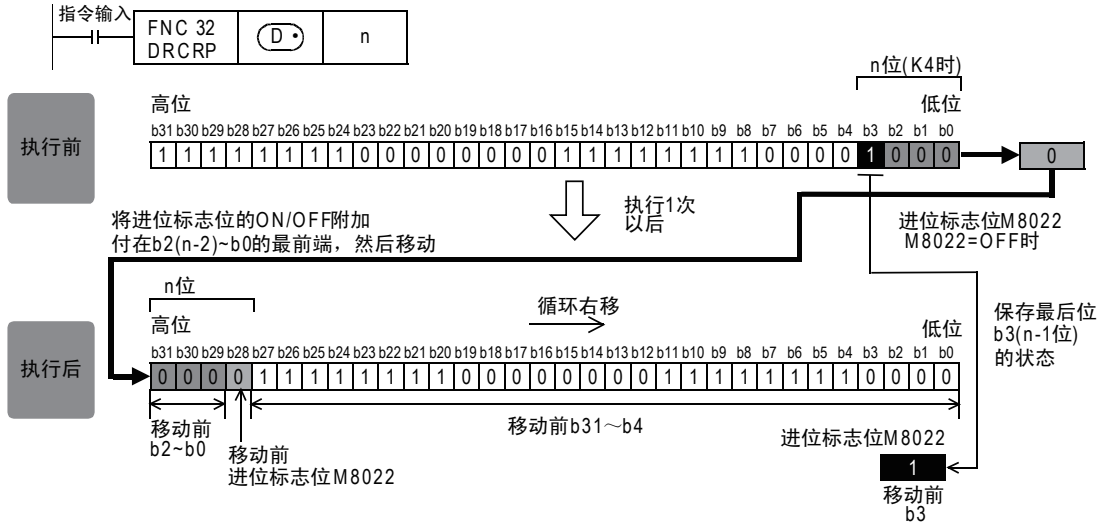 指令输入
FNC 32
DRCRP
D •
n
n位(K4时)
高位
低位
b31 b30 b29 b28 b27 b26 b25 b24 b23 b22 b21 b20 b19 b18 b17 b16 b15 b14 b13 b12 b11 b10 b9 b8 b7 b6 b5 b4 b3 b2 b1 b0
执行前
1 1 1 1 1 1 1 1 0 0 0 0 0 0 0 0 1 1 1 1 1 1 1 1 0 0 0 0 1 0 0 0
0
执行1次
以后
将进位标志位的ON/OFF附加
付在b2(n-2)~b0的最前端，然后移动
进位标志位M8022
M8022=OFF时
n位
循环右移
高位
低位
保存最后位
b3(n-1位)
的状态
b31 b30 b29 b28 b27 b26 b25 b24 b23 b22 b21 b20 b19 b18 b17 b16 b15 b14 b13 b12 b11 b10 b9 b8 b7 b6 b5 b4 b3 b2 b1 b0
执行后
0 0 0 0 1 1 1 1 1 1 1 1 0 0 0 0 0 0 0 0 1 1 1 1 1 1 1 1 0 0 0 0
移动前
b2~b0
移动前
进位标志位M8022
移动前b31～b4
进位标志位M8022
1
移动前
b3